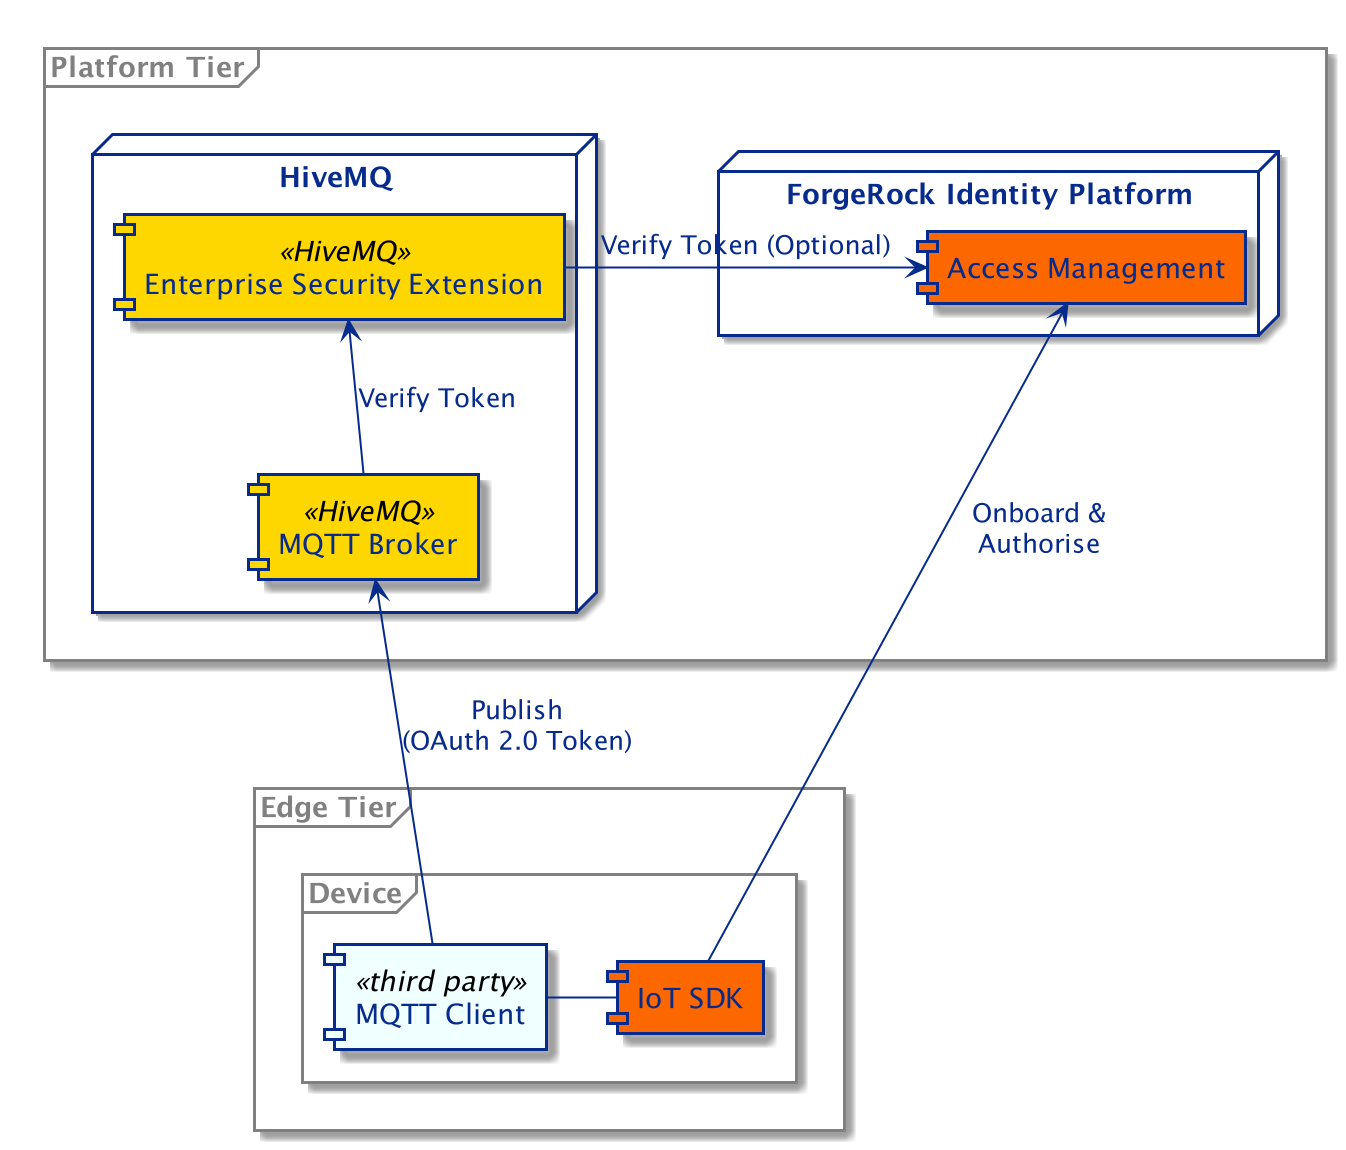 Platform Tier
HiveMQ
«HiveMQ»
Enterprise Security Extension
Verify Token (Optional)
ForgeRock Identity Platform
Access Management
Verify Token
«HiveMQ»
MQTT Broker
Onboard &
Authorise
Publish
(OAuth 2.0 Token)
Edge Tier
Device
«third party»
MQTT Client
IoT SDK